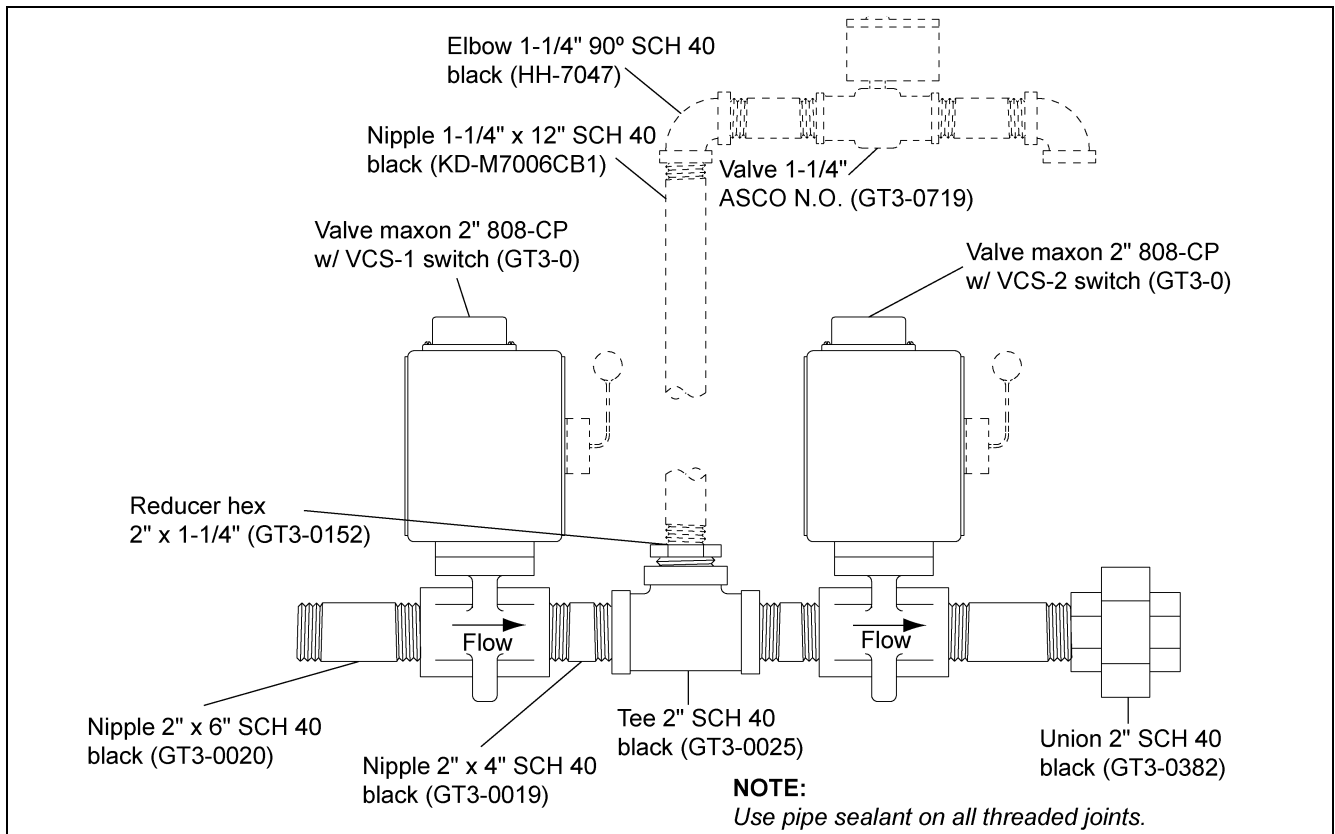 Elbow 1-1/4" 90º SCH 40
black (HH-7047)
Nipple 1-1/4" x 12" SCH 40
black (KD-M7006CB1)
Valve 1-1/4"
ASCO N.O. (GT3-0719)
Valve maxon 2" 808-CP
w/ VCS-1 switch (GT3-0)
Valve maxon 2" 808-CP
w/ VCS-2 switch (GT3-0)
Reducer hex
2" x 1-1/4" (GT3-0152)
Flow
Flow
Nipple 2" x 6" SCH 40
black (GT3-0020)
Nipple 2" x 4" SCH 40
black (GT3-0019)
Tee 2" SCH 40
black (GT3-0025)
Union 2" SCH 40
black (GT3-0382)
NOTE:
Use pipe sealant on all threaded joints.